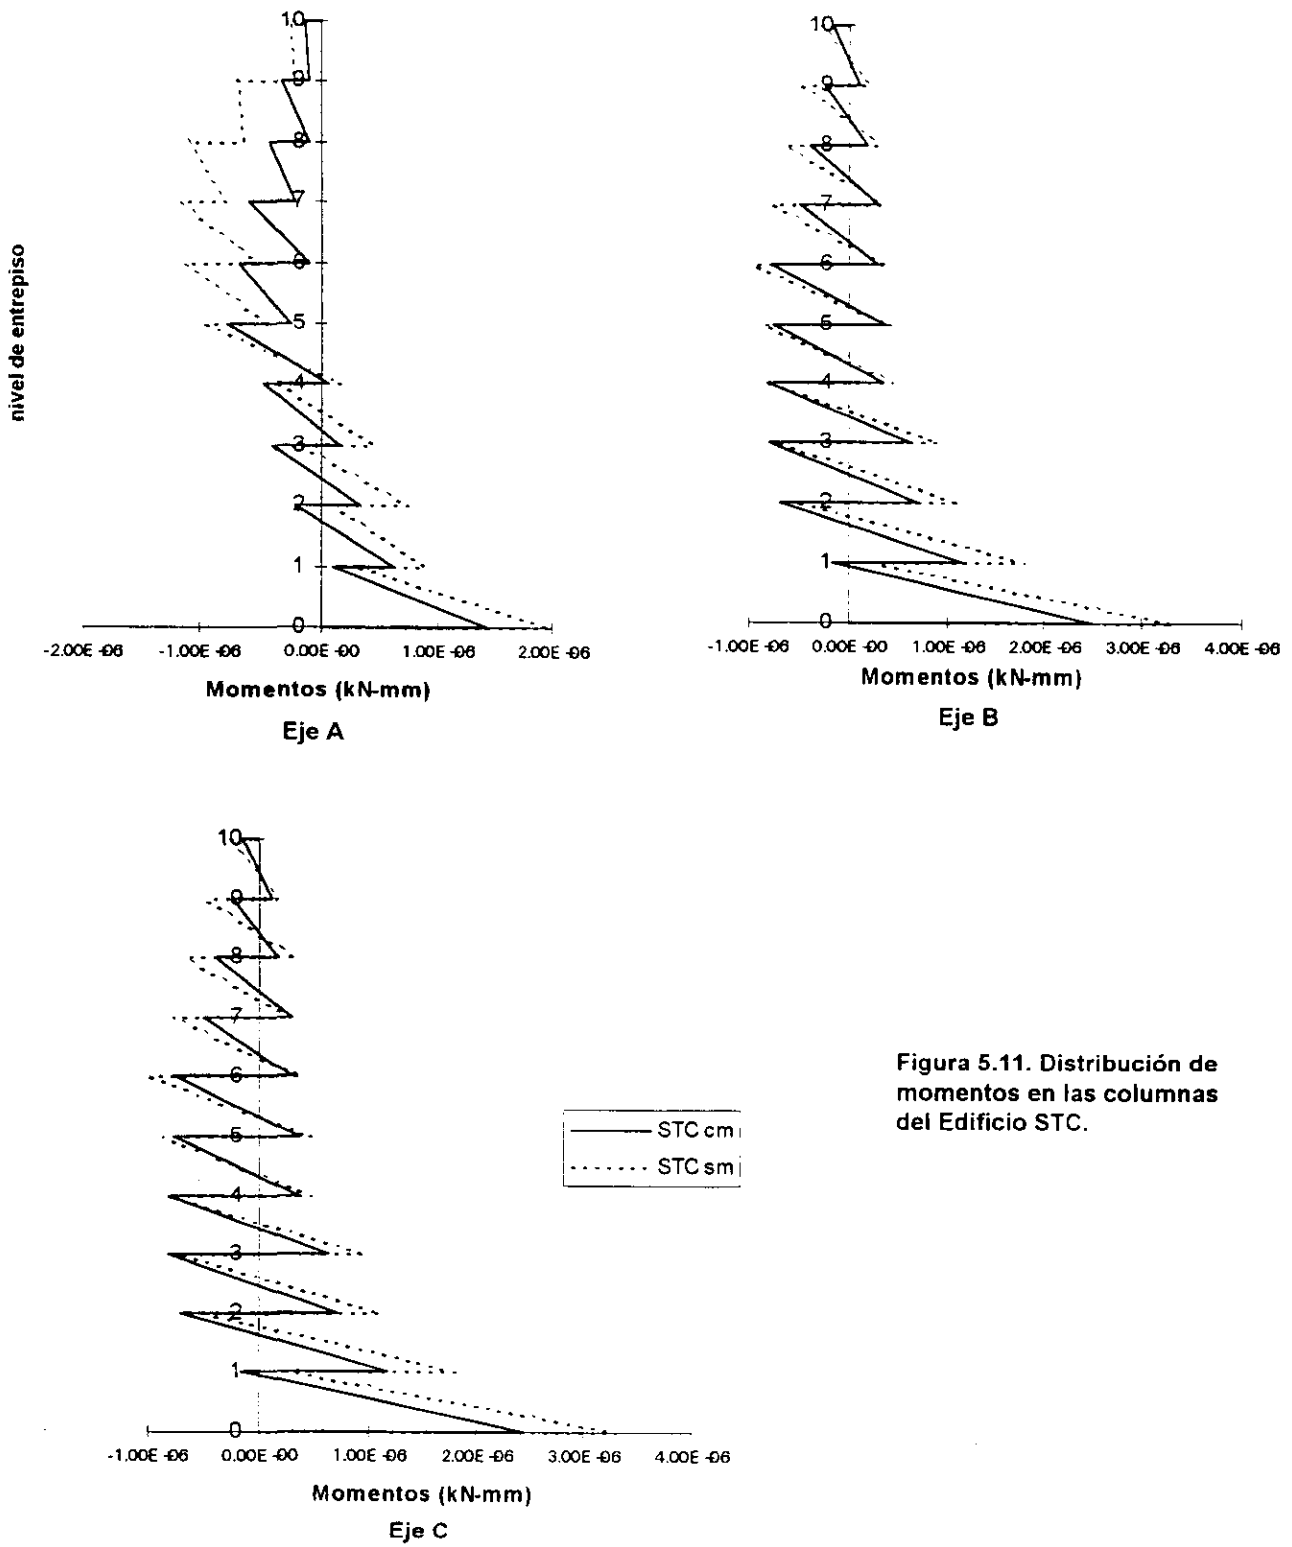 nivel de entrepiso
10
9
8
7
6
5
4
3
2
1
0
-2.00E+06 -1.00E+06 0.00E+00 1.00E+06 2.00E+06
Momentos (kN-mm)
Eje A
10
9
8
7
6
5
4
3
2
1
0
-1.00E+06 0.00E+00 1.00E+06 2.00E+06 3.00E+06 4.00E+06
Momentos (kN-mm)
Eje B
10
9
8
7
6
5
4
3
2
1
0
-1.00E+06 0.00E+00 1.00E+06 2.00E+06 3.00E+06 4.00E+06
Momentos (kN-mm)
Eje C
STC cm
STC sm
Figura 5.11. Distribución de
momentos en las columnas
del Edificio STC.